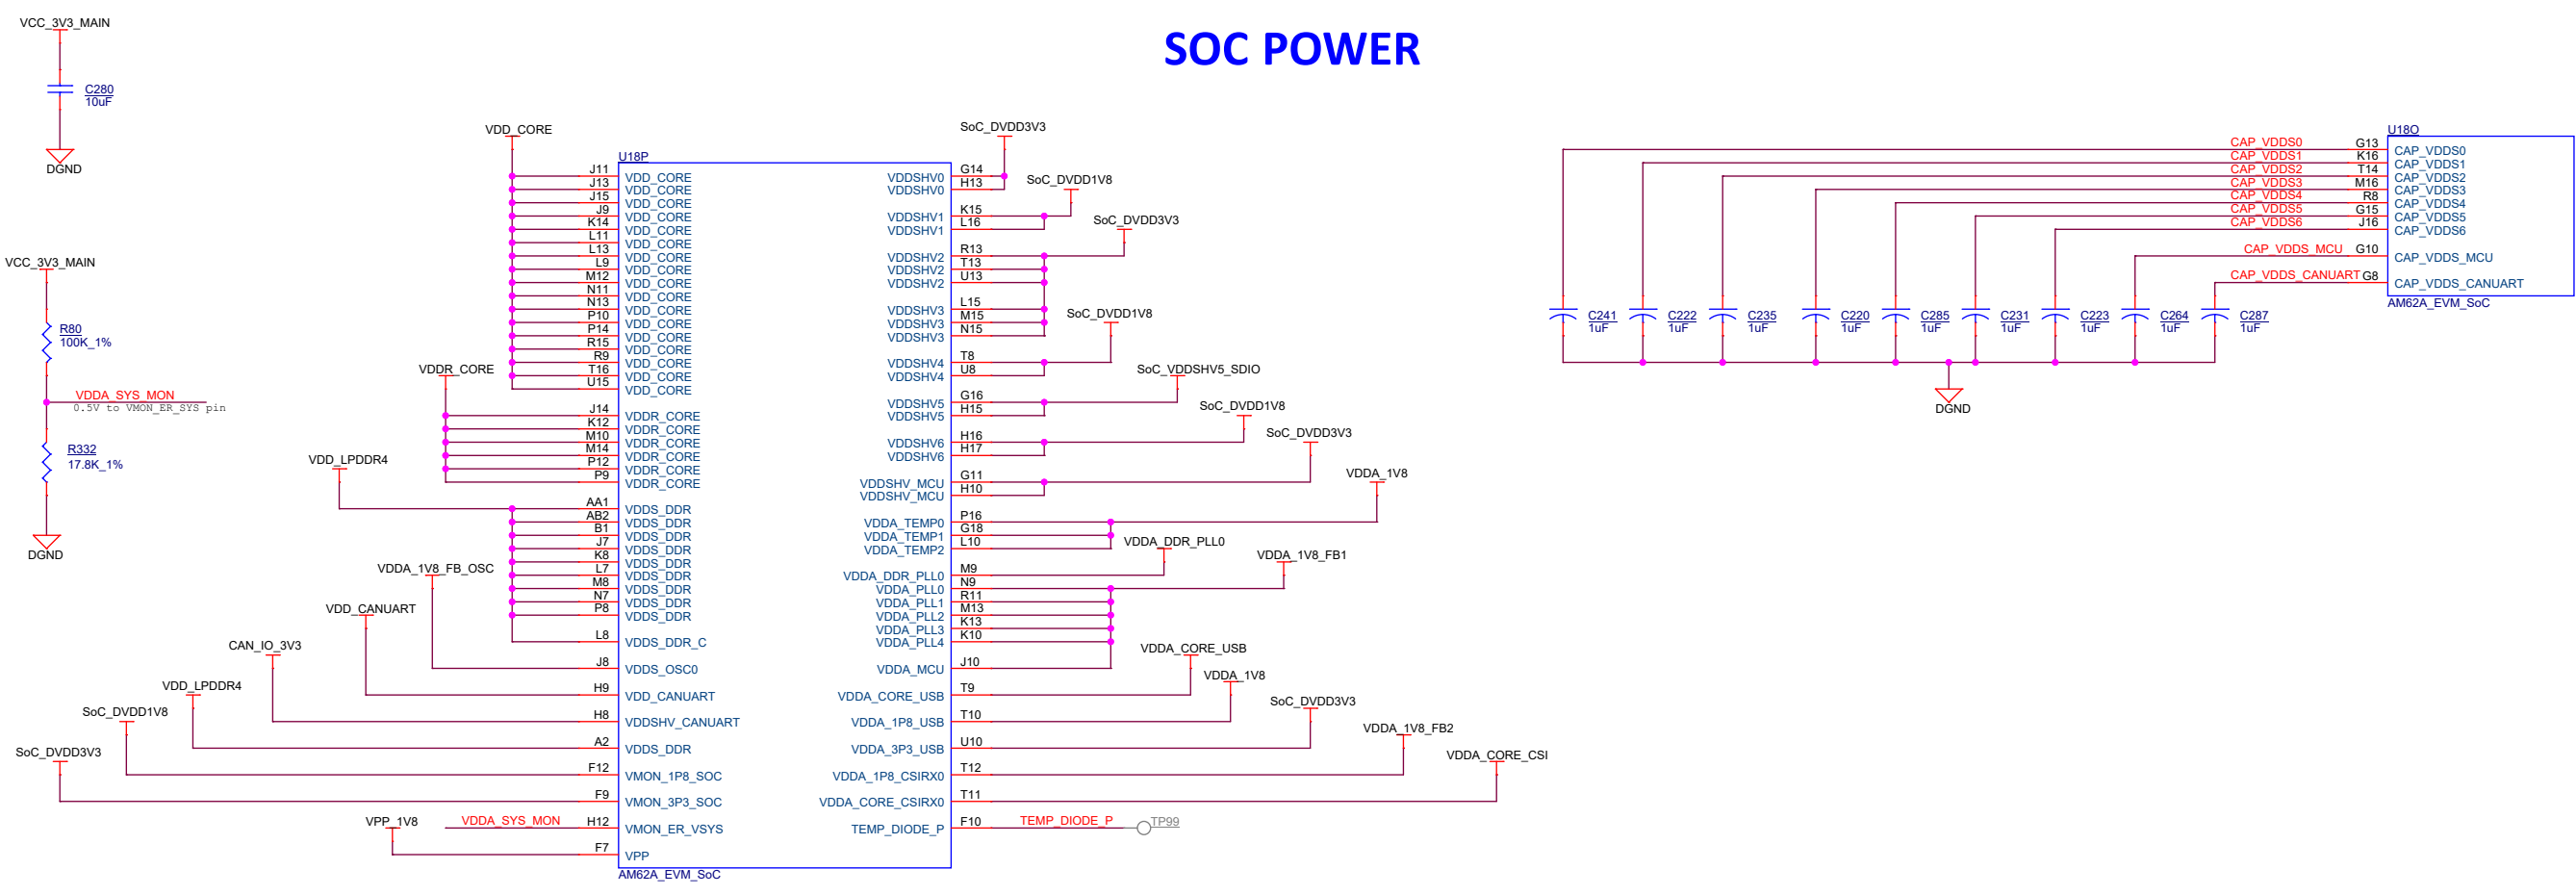 SOC POWER
VCC_3V3_MAIN
C280
10uF
DGND
VCC_3V3_MAIN
R80
100K_1%
VDDA_SYS_MON
0.5V to VMON_ER_SYS pin
R332
17.8K_1%
DGND
VDD_CORE
VDDR_CORE
VDD_LPDDR4
VDDA_1V8_FB_OSC
VDD_CANUART
CAN_IO_3V3
VDD_LPDDR4
SoC_DVDD1V8
SoC_DVDD3V3
VPP_1V8
VDDA_SYS_MON
U18P
J11 VDD_CORE
J13 VDD_CORE
J15 VDD_CORE
J9 VDD_CORE
K14 VDD_CORE
L11 VDD_CORE
L13 VDD_CORE
L9 VDD_CORE
M12 VDD_CORE
N11 VDD_CORE
N13 VDD_CORE
P10 VDD_CORE
P14 VDD_CORE
R15 VDD_CORE
R9 VDD_CORE
T16 VDD_CORE
U15 VDD_CORE
J14 VDDR_CORE
K12 VDDR_CORE
M10 VDDR_CORE
M14 VDDR_CORE
P12 VDDR_CORE
P9 VDDR_CORE
AA1 VDDS_DDR
AB2 VDDS_DDR
B1 VDDS_DDR
J7 VDDS_DDR
K8 VDDS_DDR
L7 VDDS_DDR
M8 VDDS_DDR
N7 VDDS_DDR
P8 VDDS_DDR
L8 VDDS_DDR_C
J8 VDDS_OSC0
H9 VDD_CANUART
H8 VDDSHV_CANUART
A2 VDDS_DDR
F12 VMON_1P8_SOC
F9 VMON_3P3_SOC
H12 VMON_ER_VSYS
F7 VPP
VDDSHV0 G14
VDDSHV0 H13
VDDSHV1 K15
VDDSHV1 L16
VDDSHV2 R13
VDDSHV2 T13
VDDSHV2 U13
VDDSHV3 L15
VDDSHV3 M15
VDDSHV3 N15
VDDSHV4 T8
VDDSHV4 U8
VDDSHV5 G16
VDDSHV5 H15
VDDSHV6 H16
VDDSHV6 H17
VDDSHV_MCU G11
VDDSHV_MCU H10
VDDA_TEMP0 P16
VDDA_TEMP1 G18
VDDA_TEMP2 L10
VDDA_DDR_PLL0 M9
VDDA_PLL0 N9
VDDA_PLL1 R11
VDDA_PLL2 M13
VDDA_PLL3 K13
VDDA_PLL4 K10
VDDA_MCU J10
VDDA_CORE_USB T9
VDDA_1P8_USB T10
VDDA_3P3_USB U10
VDDA_1P8_CSIRX0 T12
VDDA_CORE_CSIRX0 T11
TEMP_DIODE_P F10
AM62A_EVM_SoC
SoC_DVDD3V3
SoC_DVDD1V8
SoC_DVDD3V3
SoC_DVDD1V8
SoC_VDDSHV5_SDIO
SoC_DVDD1V8
SoC_DVDD3V3
VDDA_1V8
VDDA_DDR_PLL0
VDDA_1V8_FB1
VDDA_CORE_USB
VDDA_1V8
SoC_DVDD3V3
VDDA_1V8_FB2
VDDA_CORE_CSI
TEMP_DIODE_P
TP99
U18O
CAP_VDDS0 G13 CAP_VDDS0
CAP_VDDS1 K16 CAP_VDDS1
CAP_VDDS2 T14 CAP_VDDS2
CAP_VDDS3 M16 CAP_VDDS3
CAP_VDDS4 R8 CAP_VDDS4
CAP_VDDS5 G15 CAP_VDDS5
CAP_VDDS6 J16 CAP_VDDS6
CAP_VDDS_MCU G10 CAP_VDDS_MCU
CAP_VDDS_CANUART G8 CAP_VDDS_CANUART
AM62A_EVM_SoC
C241 C222 C235 C220 C285 C231 C223 C264 C287
1uF 1uF 1uF 1uF 1uF 1uF 1uF 1uF 1uF
DGND